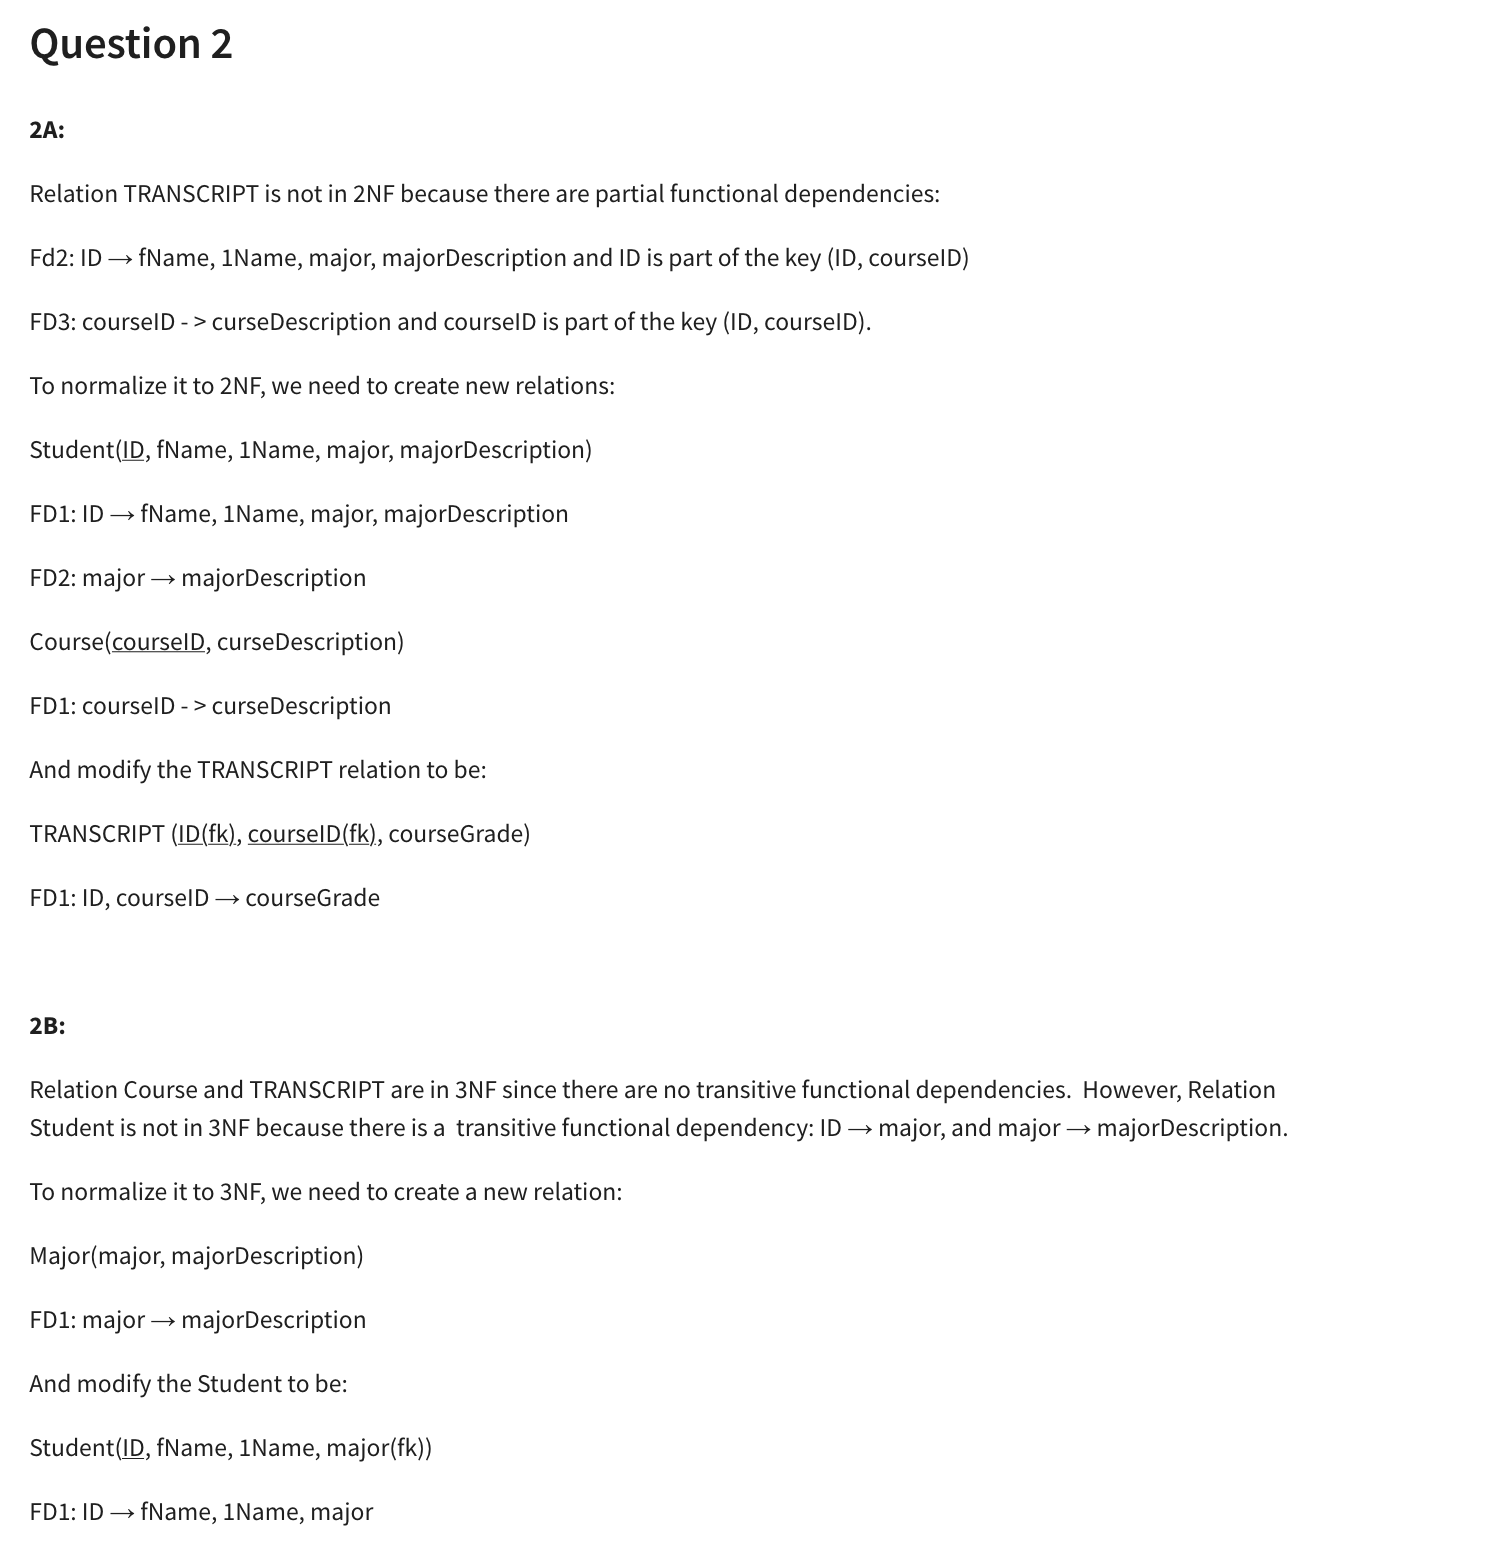 Question 2
2A:
Relation TRANSCRIPT is not in 2NF because there are partial functional dependencies:
Fd2: ID → fName, 1Name, major, majorDescription and ID is part of the key (ID, courseID)
FD3: courseID - > curseDescription and courseID is part of the key (ID, courseID).
To normalize it to 2NF, we need to create new relations:
Student(ID, fName, 1Name, major, majorDescription)
FD1: ID → fName, 1Name, major, majorDescription
FD2: major → majorDescription
Course(courseID, curseDescription)
FD1: courseID - > curseDescription
And modify the TRANSCRIPT relation to be:
TRANSCRIPT (ID(fk), courseID(fk), courseGrade)
FD1: ID, courseID → courseGrade
2B:
Relation Course and TRANSCRIPT are in 3NF since there are no transitive functional dependencies.  However, Relation
Student is not in 3NF because there is a  transitive functional dependency: ID → major, and major → majorDescription.
To normalize it to 3NF, we need to create a new relation:
Major(major, majorDescription)
FD1: major → majorDescription
And modify the Student to be:
Student(ID, fName, 1Name, major(fk))
FD1: ID → fName, 1Name, major